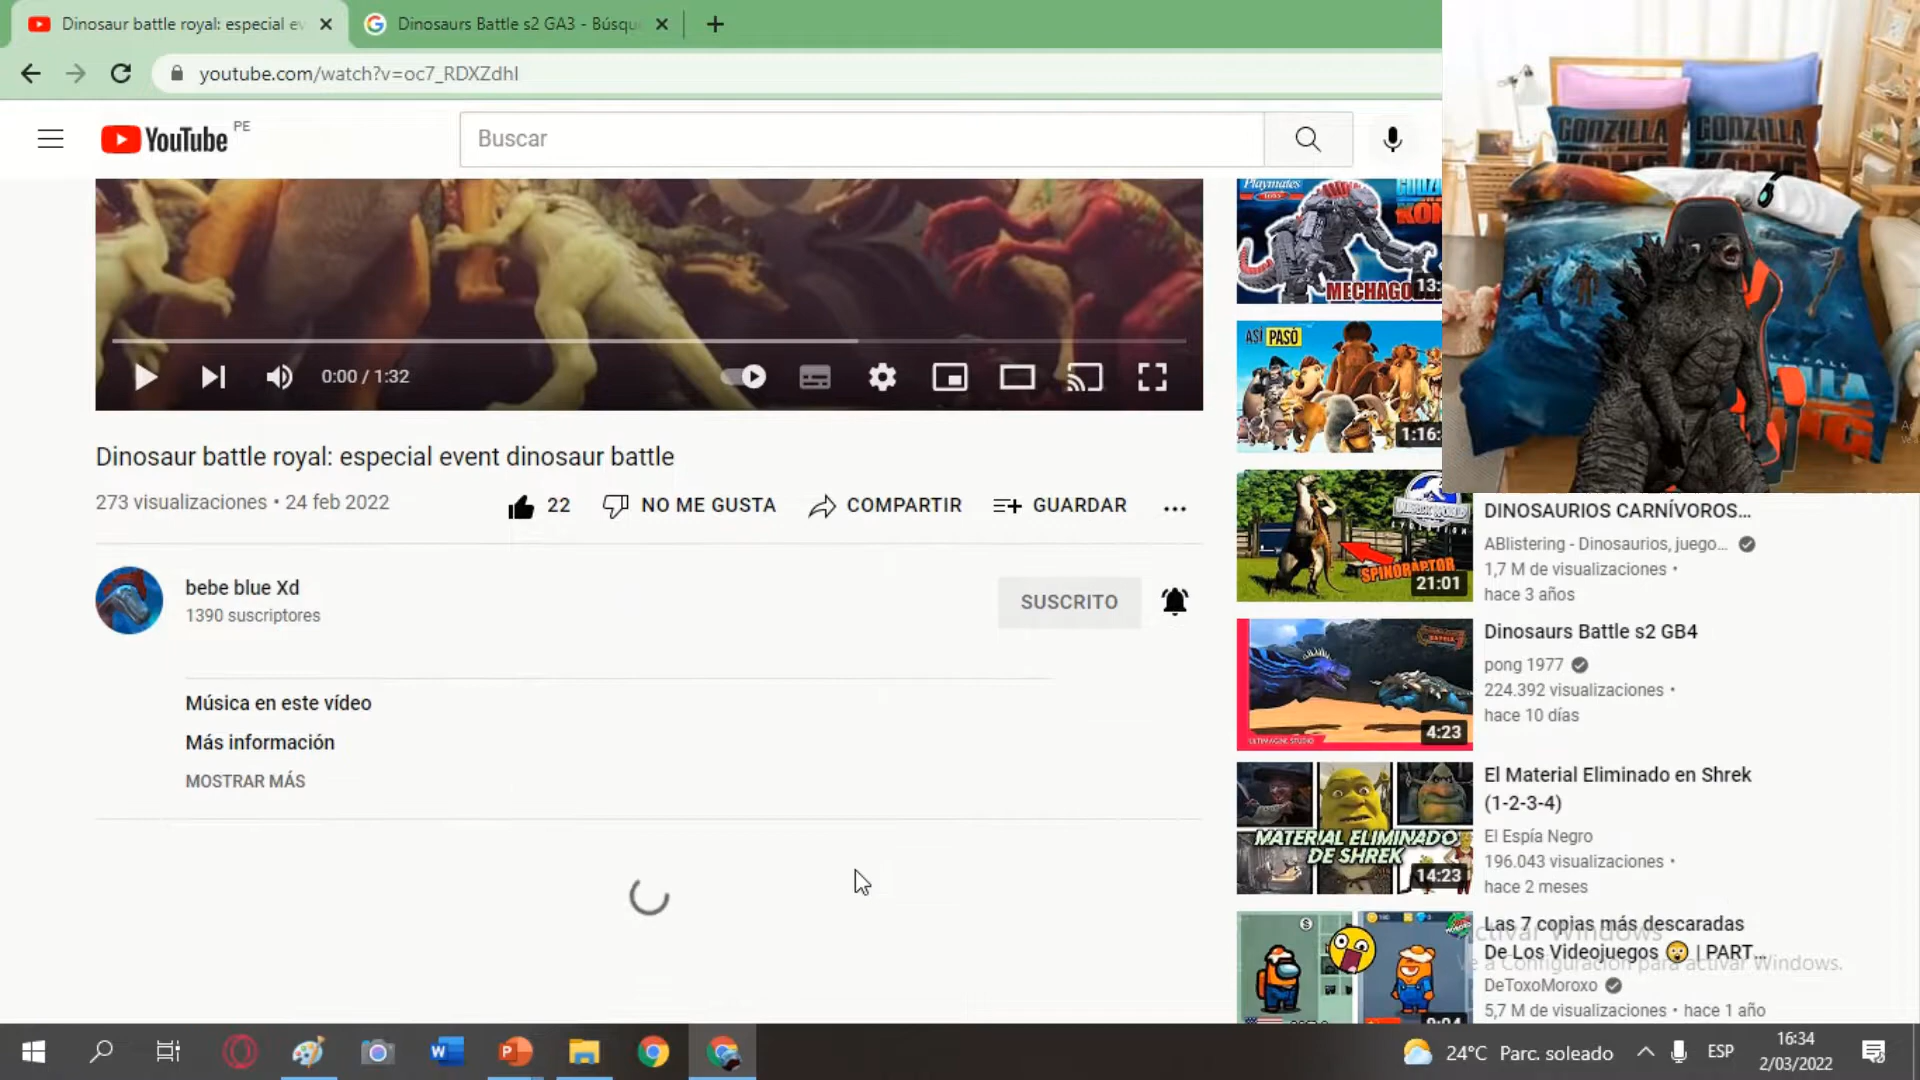 Dinosaur battle royal: especial ev
Dinosaurs Battle s2 GA3 - Búsqu
youtube.com/watch?v=oc7_RDXZdhI
YouTube PE
Buscar
0:00 / 1:32
Dinosaur battle royal: especial event dinosaur battle
273 visualizaciones • 24 feb 2022
22
NO ME GUSTA
COMPARTIR
GUARDAR
bebe blue Xd
1390 suscriptores
SUSCRITO
Música en este vídeo
Más información
MOSTRAR MÁS
GODZILLA
GODZILLA
Playmates
MECHAGO
13:
ASÍ PASÓ
1:16:
SPINORAPTOR
21:01
DINOSAURIOS CARNÍVOROS...
ABlistering - Dinosaurios, juego...
1,7 M de visualizaciones •
hace 3 años
4:23
Dinosaurs Battle s2 GB4
pong 1977
224.392 visualizaciones •
hace 10 días
MATERIAL ELIMINADO
DE SHREK
14:23
El Material Eliminado en Shrek
(1-2-3-4)
El Espía Negro
196.043 visualizaciones •
hace 2 meses
Las 7 copias más descaradas
De Los Videojuegos 😲 | PART...
DeToxoMoroxo
5,7 M de visualizaciones • hace 1 año
ctivar Windows
e a Configuración para activar Windows.
24°C Parc. soleado
ESP
16:34
2/03/2022